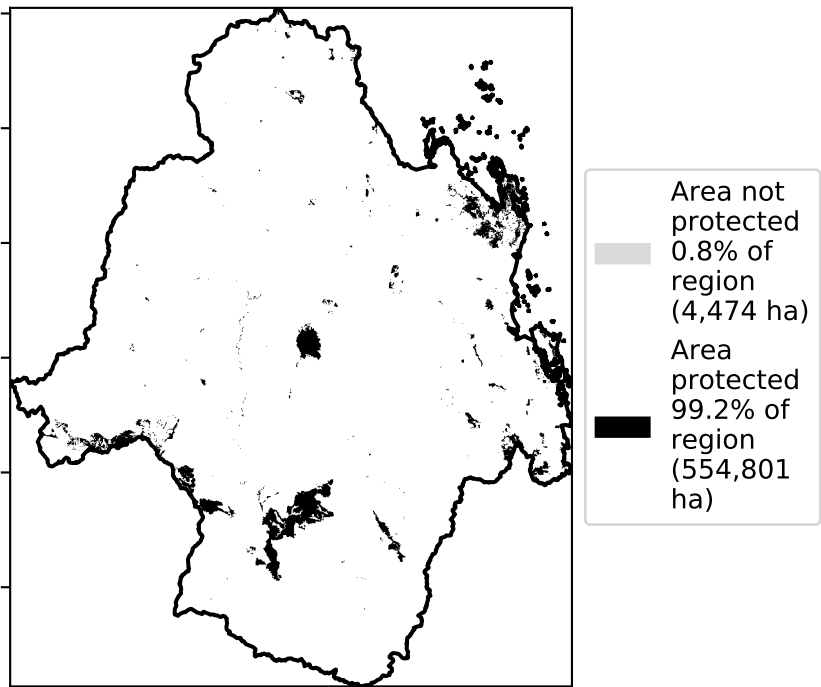 Area not
protected
0.8% of
region
(4,474 ha)
Area
protected
99.2% of
region
(554,801
ha)